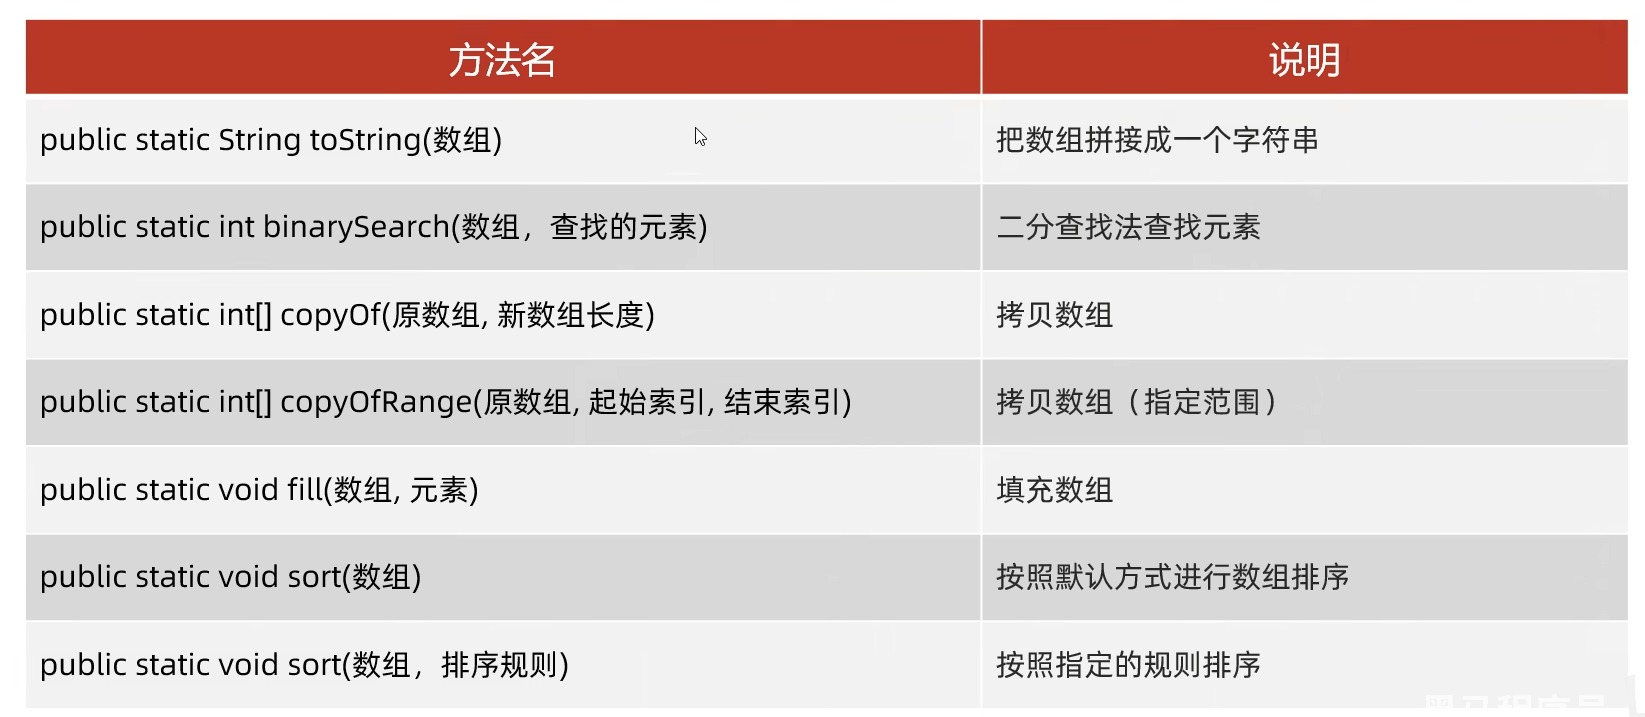 方法名
说明
public static String toString(数组)
把数组拼接成一个字符串
public static int binarySearch(数组，查找的元素)
二分查找法查找元素
public static int[] copyOf(原数组, 新数组长度)
拷贝数组
public static int[] copyOfRange(原数组, 起始索引, 结束索引)
拷贝数组（指定范围）
public static void fill(数组, 元素)
填充数组
public static void sort(数组)
按照默认方式进行数组排序
public static void sort(数组，排序规则)
按照指定的规则排序